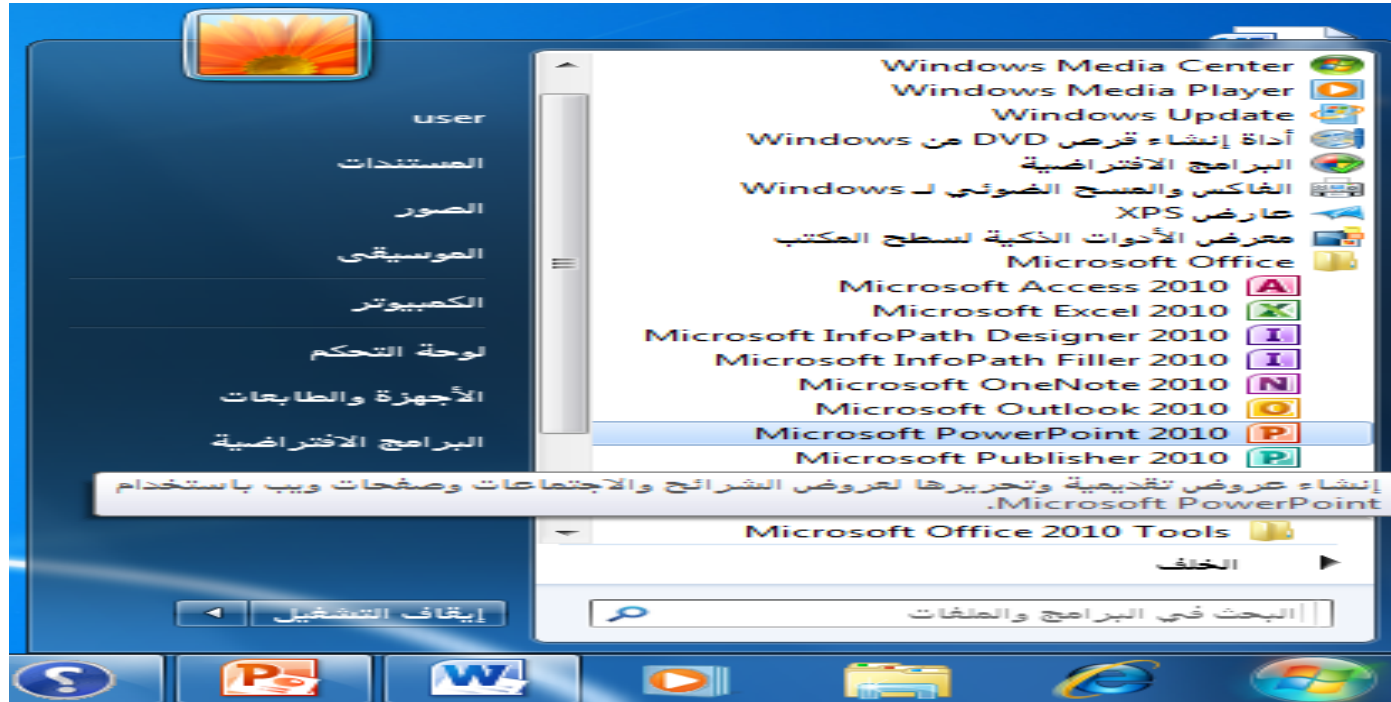 Windows Media Center
Windows Media Player
Windows Update
أداة إنشاء قرص DVD من Windows
البرامج الافتراضية
الفاكس والمسح الضوئي لـ Windows
عارض XPS
معرض الأدوات الذكية لسطح المكتب
Microsoft Office
Microsoft Access 2010
Microsoft Excel 2010
Microsoft InfoPath Designer 2010
Microsoft InfoPath Filler 2010
Microsoft OneNote 2010
Microsoft Outlook 2010
Microsoft PowerPoint 2010
Microsoft Publisher 2010
إنشاء عروض تقديمية وتحريرها لعروض الشرائح والاجتماعات وصفحات ويب باستخدام
Microsoft PowerPoint.
Microsoft Office 2010 Tools
الخلف
البحث في البرامج والملفات
user
المستندات
الصور
الموسيقى
الكمبيوتر
لوحة التحكم
الأجهزة والطابعات
البرامج الافتراضية
إيقاف التشغيل